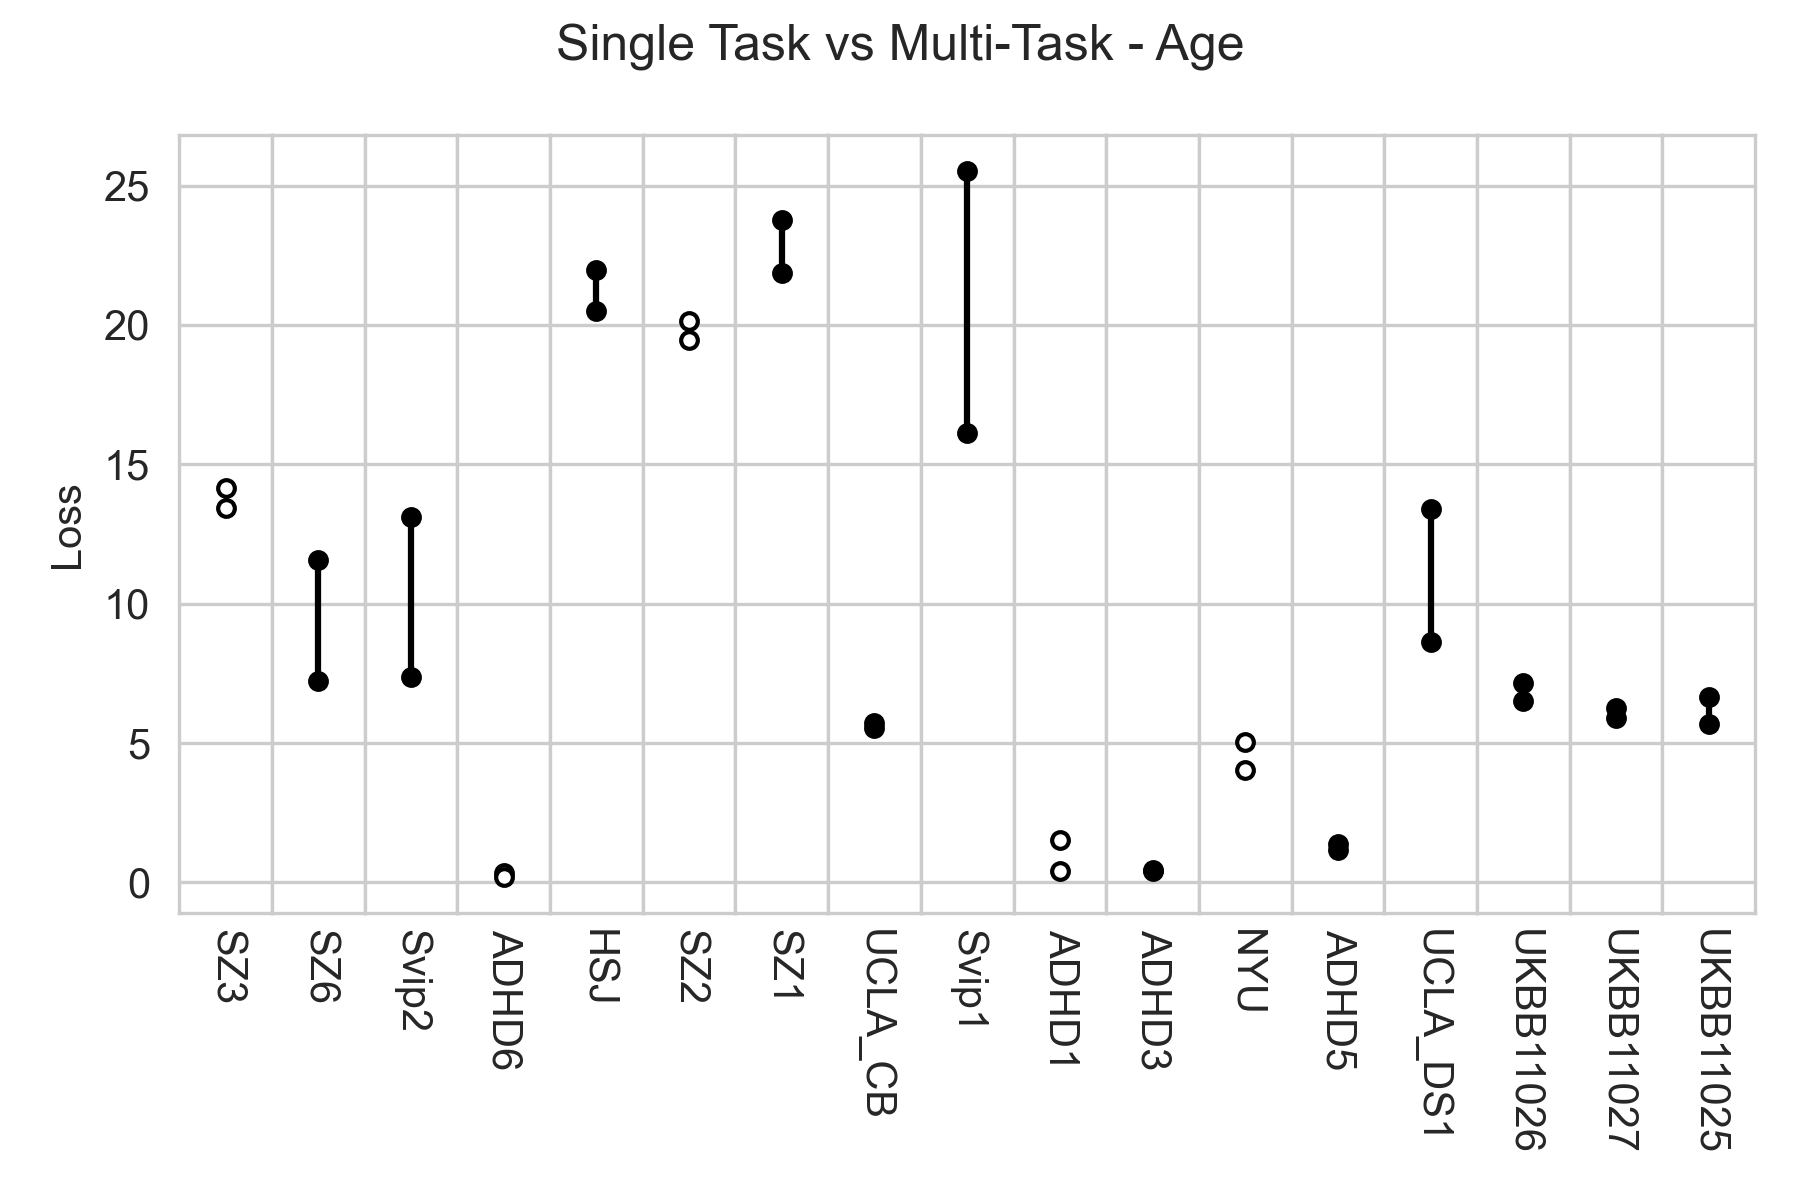 Single Task vs Multi-Task - Age
Loss
25
20
15
10
5
0
SZ3
SZ6
Svip2
ADHD6
HSJ
SZ2
SZ1
UCLA_CB
Svip1
ADHD1
ADHD3
NYU
ADHD5
UCLA_DS1
UKBB11026
UKBB11027
UKBB11025